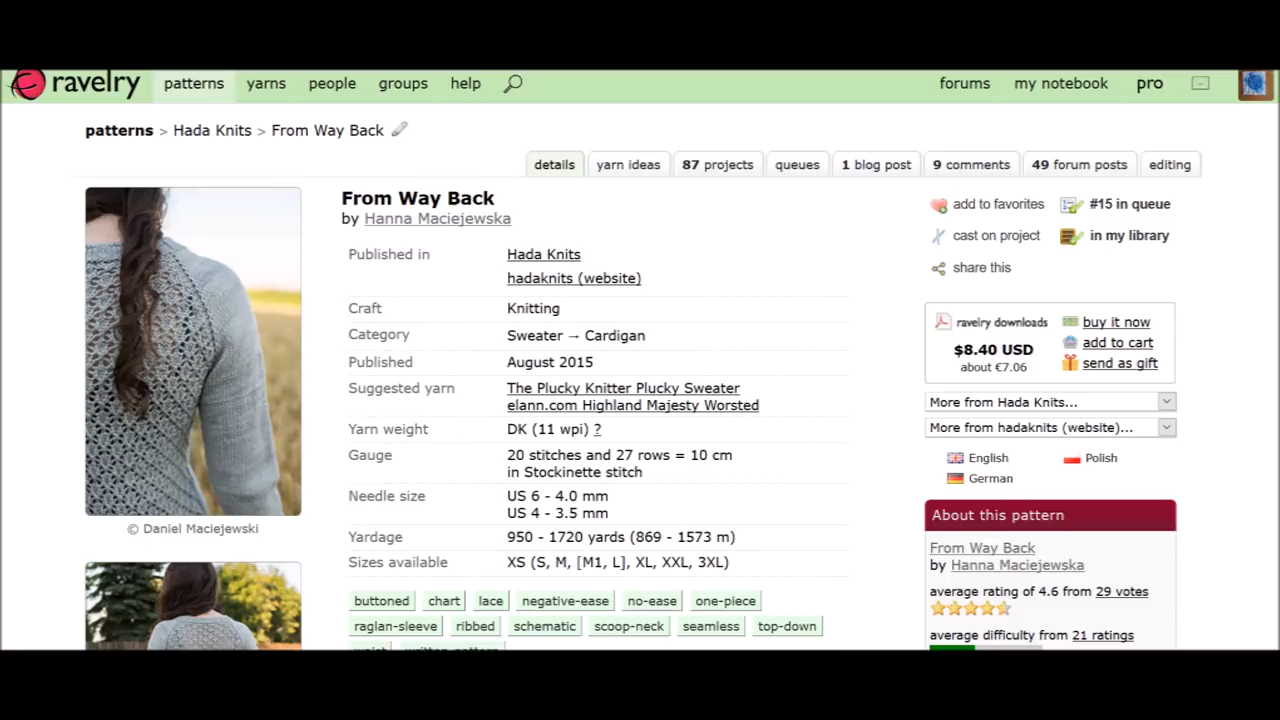 ravelry
patterns yarns people groups help
forums my notebook pro
patterns > Hada Knits > From Way Back
details yarn ideas 87 projects queues 1 blog post 9 comments 49 forum posts editing
From Way Back
by Hanna Maciejewska
Published in Hada Knits
hadaknits (website)
Craft Knitting
Category Sweater → Cardigan
Published August 2015
Suggested yarn The Plucky Knitter Plucky Sweater
elann.com Highland Majesty Worsted
Yarn weight DK (11 wpi) ?
Gauge 20 stitches and 27 rows = 10 cm
in Stockinette stitch
Needle size US 6 - 4.0 mm
US 4 - 3.5 mm
Yardage 950 - 1720 yards (869 - 1573 m)
Sizes available XS (S, M, [M1, L], XL, XXL, 3XL)
buttoned chart lace negative-ease no-ease one-piece
raglan-sleeve ribbed schematic scoop-neck seamless top-down
© Daniel Maciejewski
add to favorites #15 in queue
cast on project in my library
share this
ravelry downloads buy it now
$8.40 USD add to cart
about €7.06 send as gift
More from Hada Knits...
More from hadaknits (website)...
English Polish
German
About this pattern
From Way Back
by Hanna Maciejewska
average rating of 4.6 from 29 votes
average difficulty from 21 ratings